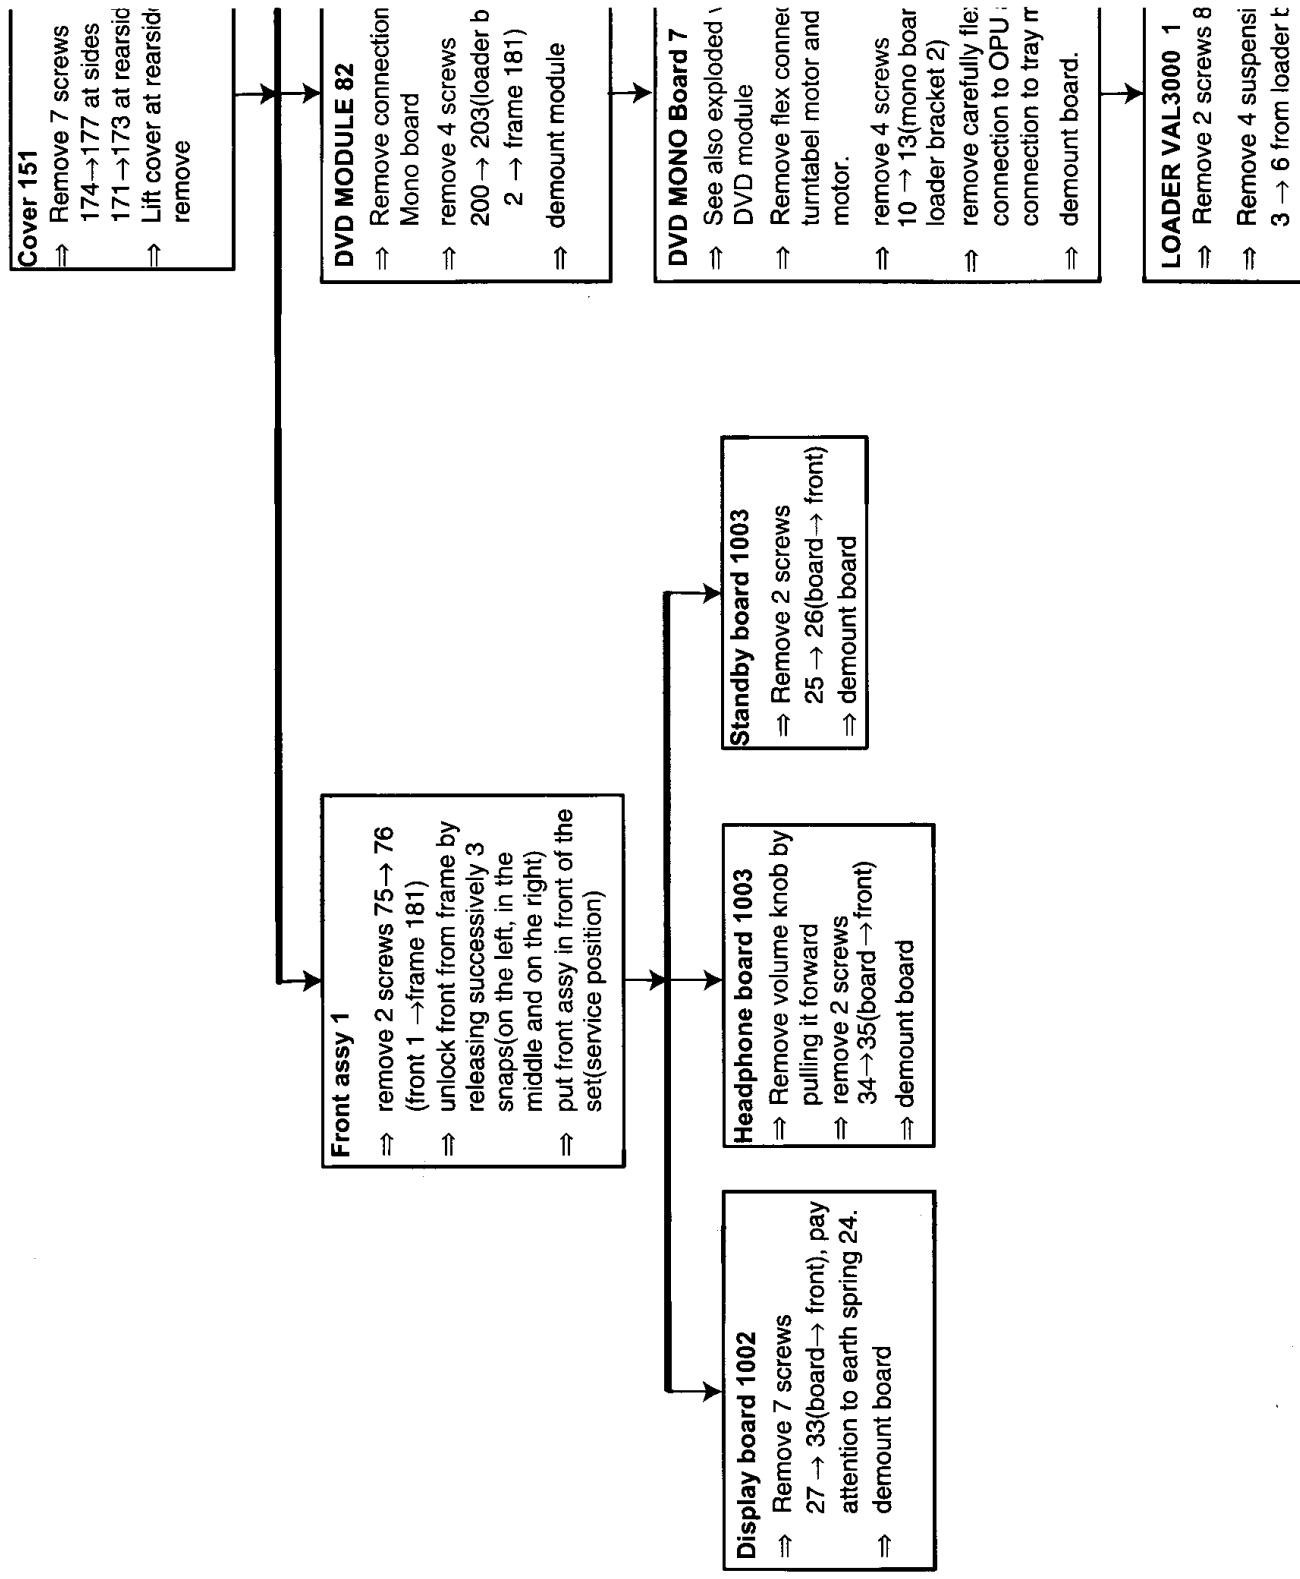 Cover 151
⇒ Remove 7 screws
174→177 at sides
171→173 at
⇒ Lift cover at
remove
DVD MODULE 82
⇒ Remove connection
Mono board
⇒ remove 4 screws
200 → 203(loader
2 → frame 181)
⇒ demount module
DVD MONO Board 7
⇒ See also exploded
DVD module
⇒ Remove flex
turntabel motor and
motor.
⇒ remove 4 screws
10 → 13(mono
loader bracket 2)
⇒ remove carefully
connection to OPU
connection to tray
⇒ demount board.
LOADER VAL3000 1
⇒ Remove 2 screws 8
⇒ Remove 4
3 → 6 from loader
Front assy 1
⇒ remove 2 screws 75→ 76
(front 1 →frame 181)
⇒ unlock front from frame by
releasing successively 3
snaps(on the left, in the
middle and on the right)
⇒ put front assy in front of the
set(service position)
Display board 1002
⇒ Remove 7 screws
27 → 33(board→ front), pay
attention to earth spring 24.
⇒ demount board
Headphone board 1003
⇒ Remove volume knob by
pulling it forward
⇒ remove 2 screws
34→35(board →front)
⇒ demount board
Standby board 1003
⇒ Remove 2 screws
25 → 26(board→ front)
⇒ demount board